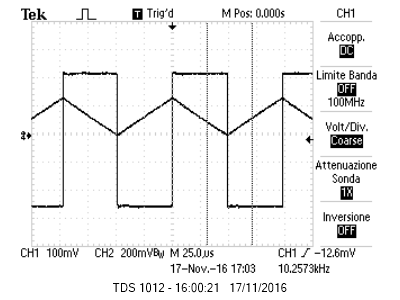 Tek T Trig'd M Pos: 0.000s CH1
Accopp.
DC
Limite Banda
OFF
100MHz
Volt/Div.
Coarse
2
Attenuazione
Sonda
1X
Inversione
OFF
CH1 100mV CH2 200mVBW M 25.0µs CH1 -12.6mV
17-Nov.-16 17:03 10.2573kHz
TDS 1012 - 16:00:21 17/11/2016